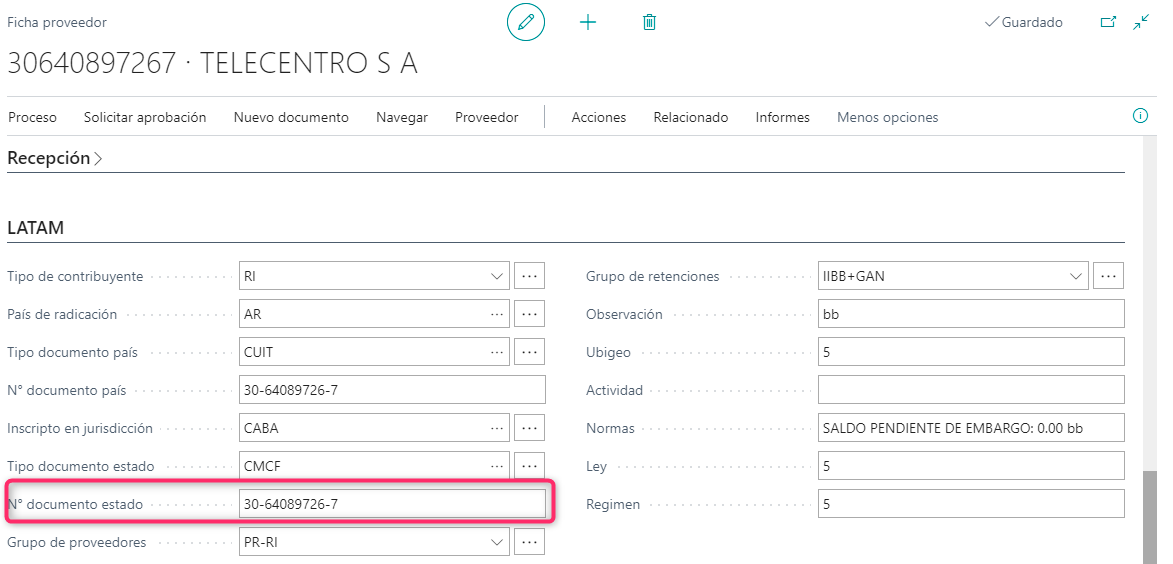 Ficha proveedor
Guardado
30640897267 · TELECENTRO S A
Proceso Solicitar aprobación Nuevo documento Navegar Proveedor Acciones Relacionado Informes Menos opciones
Recepción
LATAM
Tipo de contribuyente RI
País de radicación AR
Tipo documento país CUIT
N° documento país 30-64089726-7
Inscripto en jurisdicción CABA
Tipo documento estado CMCF
N° documento estado 30-64089726-7
Grupo de proveedores PR-RI
Grupo de retenciones IIBB+GAN
Observación bb
Ubigeo 5
Actividad
Normas SALDO PENDIENTE DE EMBARGO: 0.00 bb
Ley 5
Regimen 5